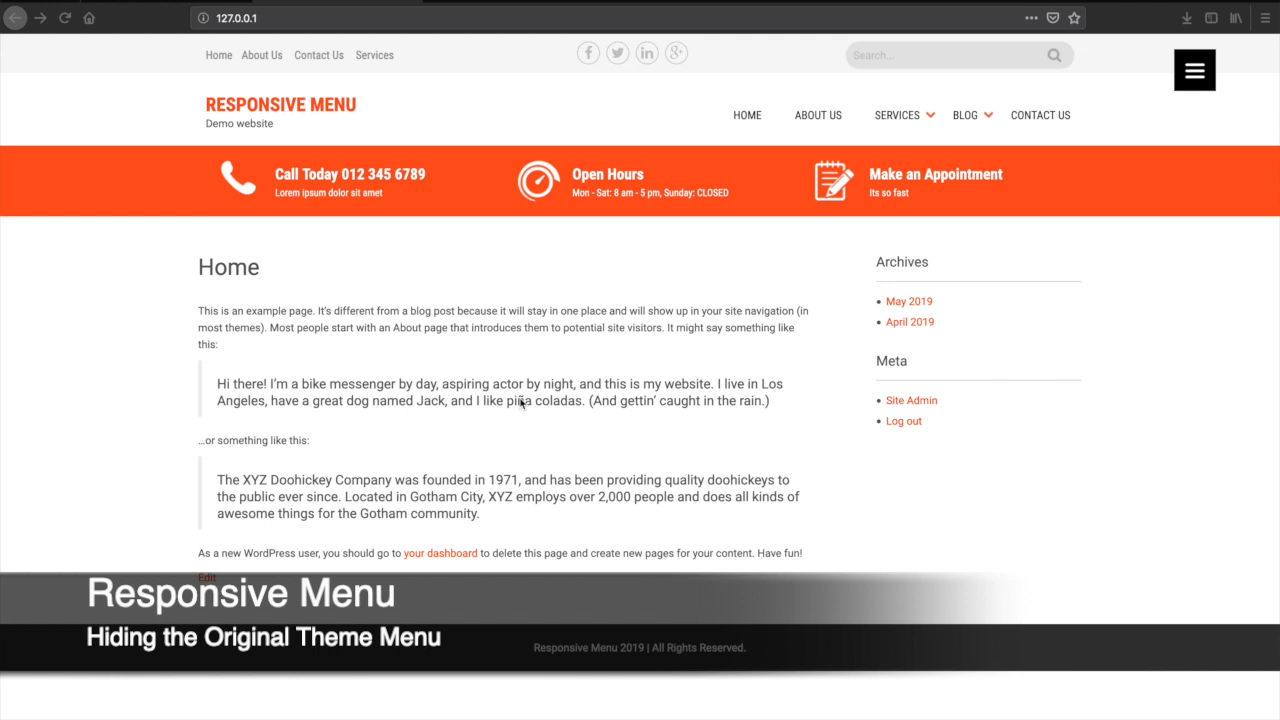 127.0.0.1
Home About Us Contact Us Services
Search...
RESPONSIVE MENU
Demo website
HOME ABOUT US SERVICES BLOG CONTACT US
Call Today 012 345 6789
Lorem ipsum dolor sit amet
Open Hours
Mon - Sat: 8 am - 5 pm, Sunday: CLOSED
Make an Appointment
Its so fast
Home
This is an example page. It's different from a blog post because it will stay in one place and will show up in your site navigation (in
most themes). Most people start with an About page that introduces them to potential site visitors. It might say something like
this:
Hi there! I'm a bike messenger by day, aspiring actor by night, and this is my website. I live in Los
Angeles, have a great dog named Jack, and I like piña coladas. (And gettin' caught in the rain.)
…or something like this:
The XYZ Doohickey Company was founded in 1971, and has been providing quality doohickeys to
the public ever since. Located in Gotham City, XYZ employs over 2,000 people and does all kinds of
awesome things for the Gotham community.
As a new WordPress user, you should go to your dashboard to delete this page and create new pages for your content. Have fun!
Edit
Archives
May 2019
April 2019
Meta
Site Admin
Log out
Responsive Menu
Hiding the Original Theme Menu
Responsive Menu 2019 | All Rights Reserved.